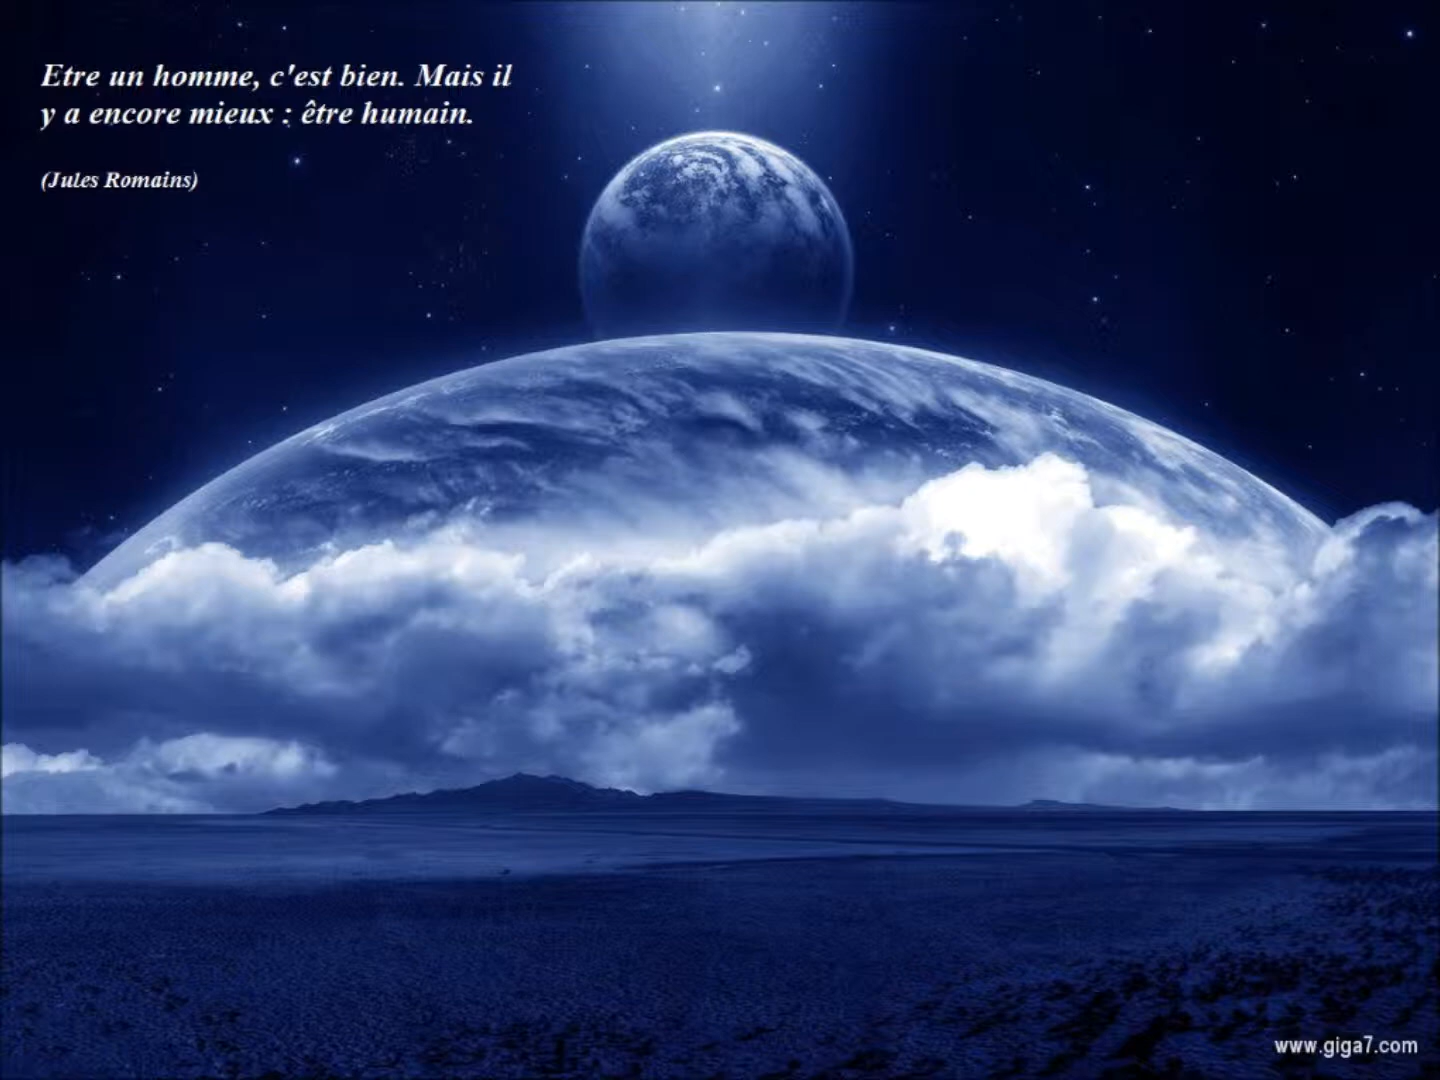 Etre un homme, c'est bien. Mais il
y a encore mieux : être humain.
(Jules Romains)
www.giga7.com